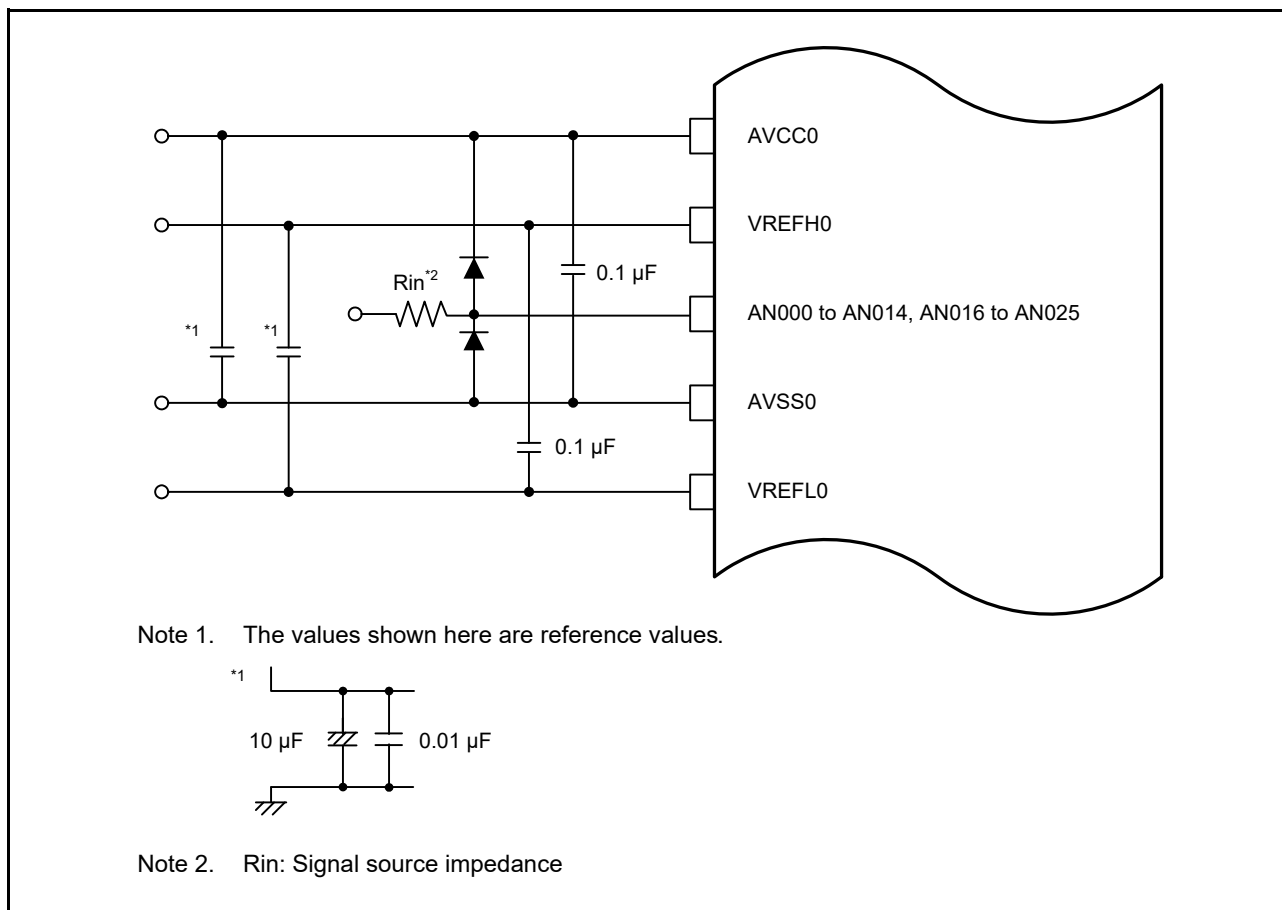 AVCC0
VREFH0
Rin*2
0.1 µF
AN000 to AN014, AN016 to AN025
*1
*1
AVSS0
0.1 µF
VREFL0
Note 1. The values shown here are reference values.
*1
10 µF
0.01 µF
Note 2. Rin: Signal source impedance